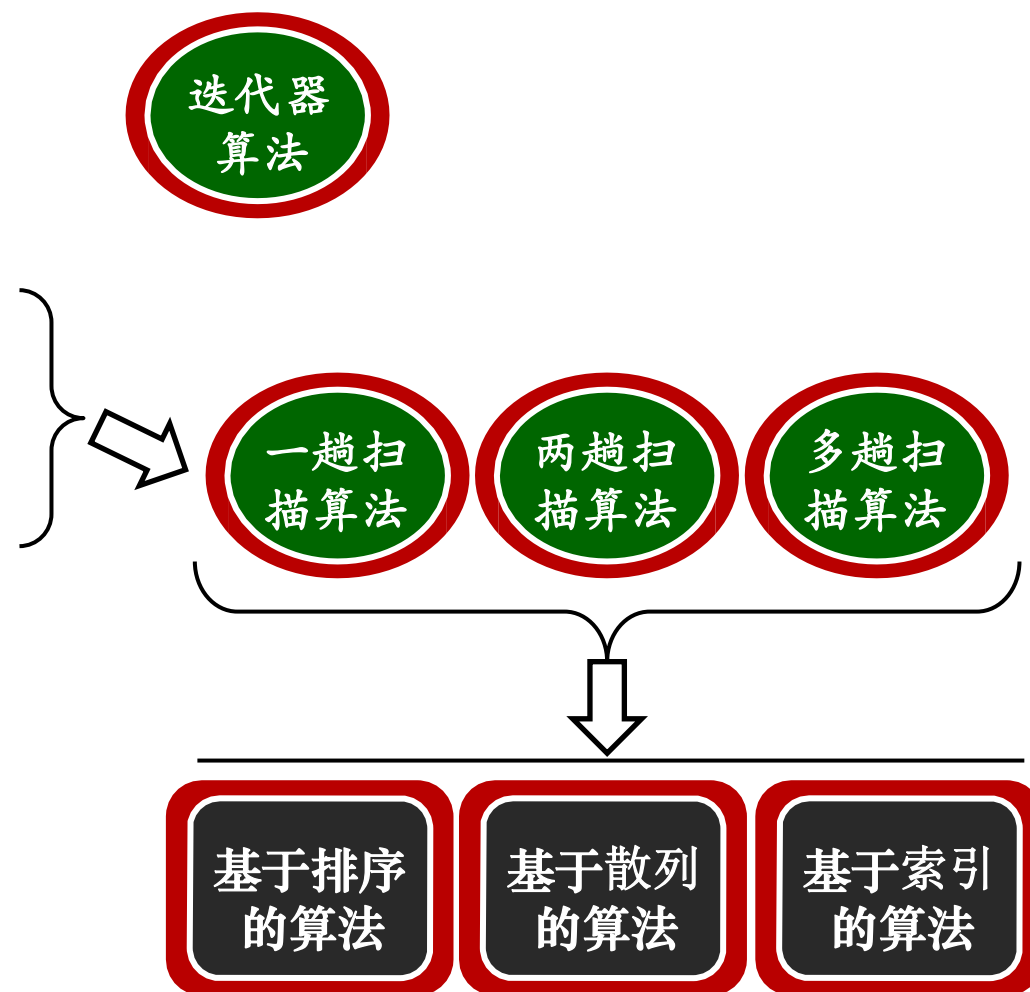 迭代器
算法
一趟扫
描算法
两趟扫
描算法
多趟扫
描算法
基于排序
的算法
基于散列
的算法
基于索引
的算法